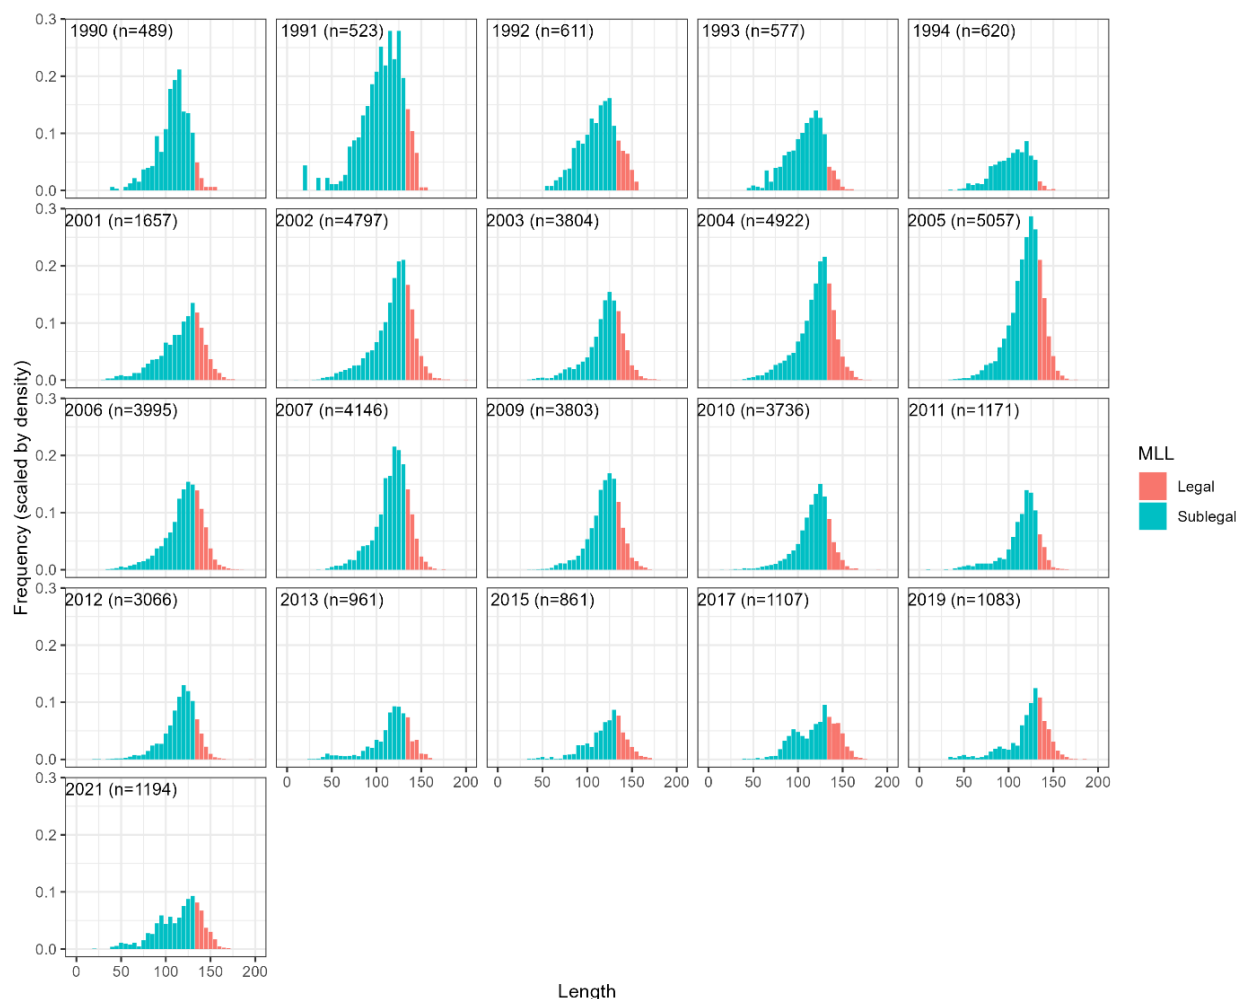 1990 (n=489)
1991 (n=523)
1992 (n=611)
1993 (n=577)
1994 (n=620)
0.3
0.2
0.1
0.0
2001 (n=1657)
2002 (n=4797)
2003 (n=3804)
2004 (n=4922)
2005 (n=5057)
0.3
0.2
0.1
0.0
2006 (n=3995)
2007 (n=4146)
2009 (n=3803)
2010 (n=3736)
2011 (n=1171)
0.3
0.2
0.1
0.0
2012 (n=3066)
2013 (n=961)
2015 (n=861)
2017 (n=1107)
2019 (n=1083)
0.3
0.2
0.1
0.0
0 50 100 150 200
0 50 100 150 200
0 50 100 150 200
0 50 100 150 200
2021 (n=1194)
0.3
0.2
0.1
0.0
0 50 100 150 200
Length
Frequency (scaled by density)
MLL
Legal
Sublegal